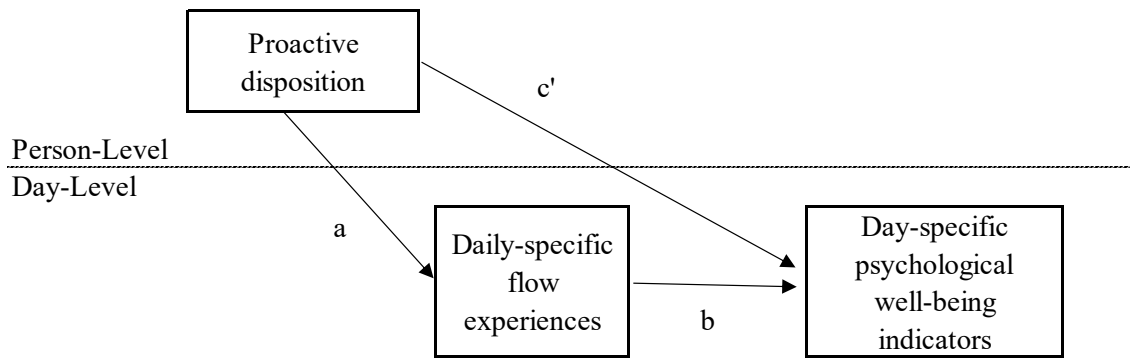 Proactive
disposition
c'
Person-Level
Day-Level
a
Daily-specific
flow
experiences
b
Day-specific
psychological
well-being
indicators